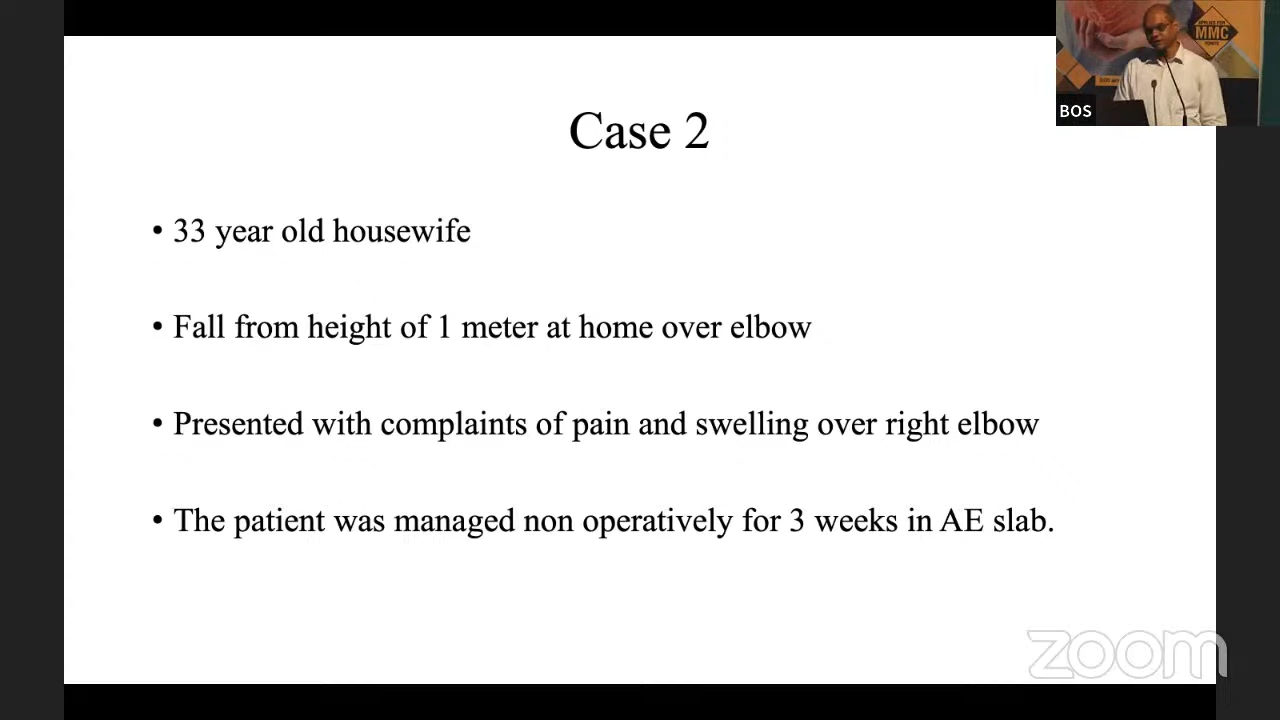 MMC
BOS
Case 2
• 33 year old housewife
• Fall from height of 1 meter at home over elbow
• Presented with complaints of pain and swelling over right elbow
• The patient was managed non operatively for 3 weeks in AE slab.
zoom